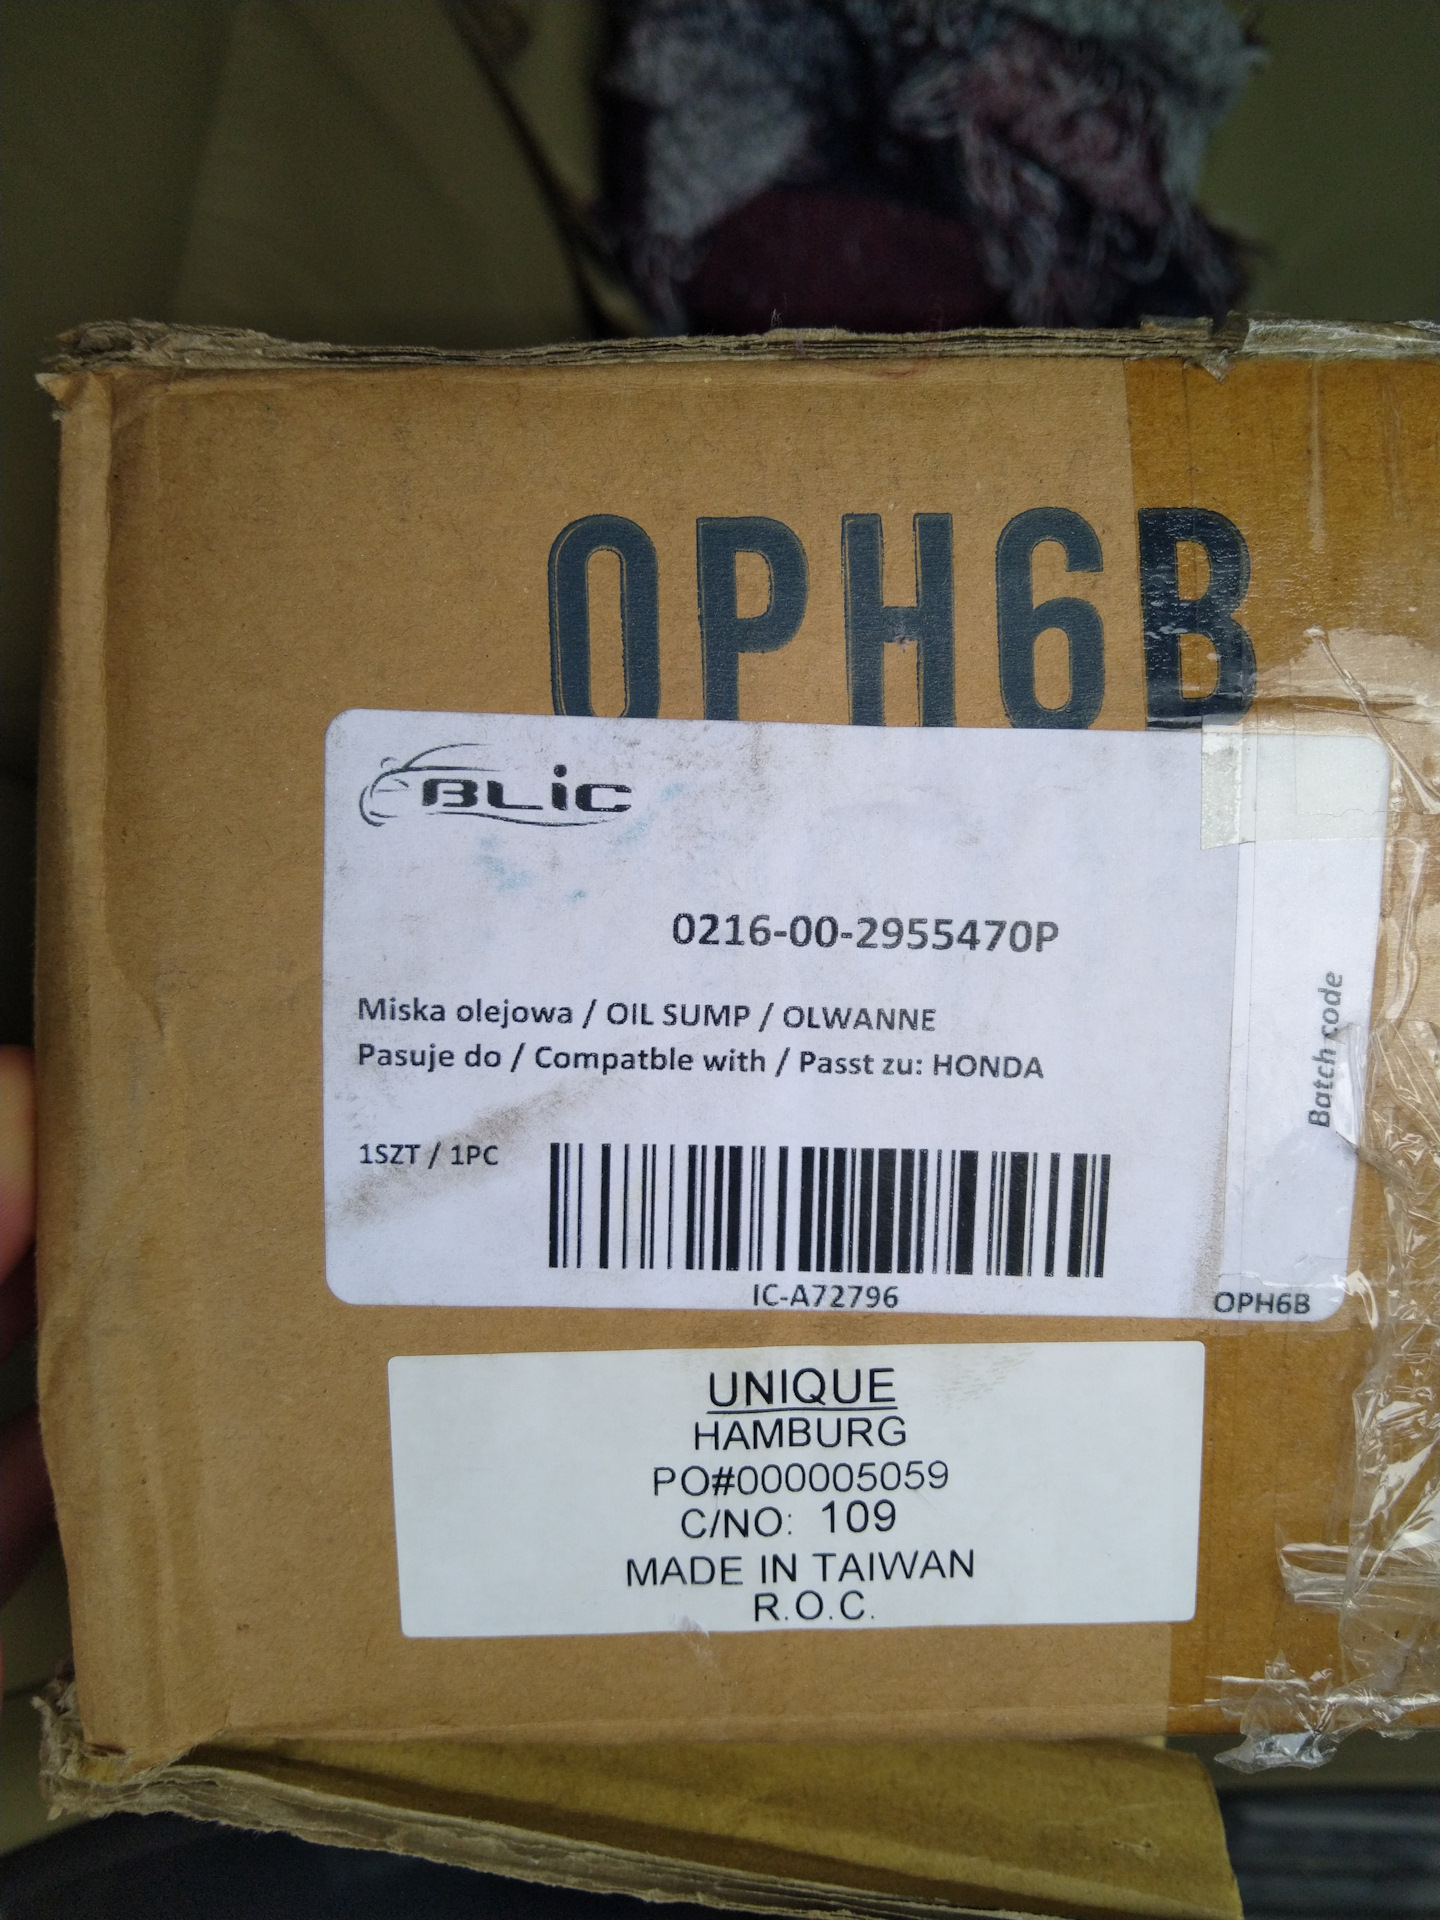 OPH6B
BLiC
0216-00-2955470P
Miska olejowa / OIL SUMP / OLWANNE
Pasuje do / Compatble with / Passt zu: HONDA
1SZT / 1PC
IC-A72796
OPH6B
Batch code
UNIQUE
HAMBURG
PO#000005059
C/NO: 109
MADE IN TAIWAN
R.O.C.